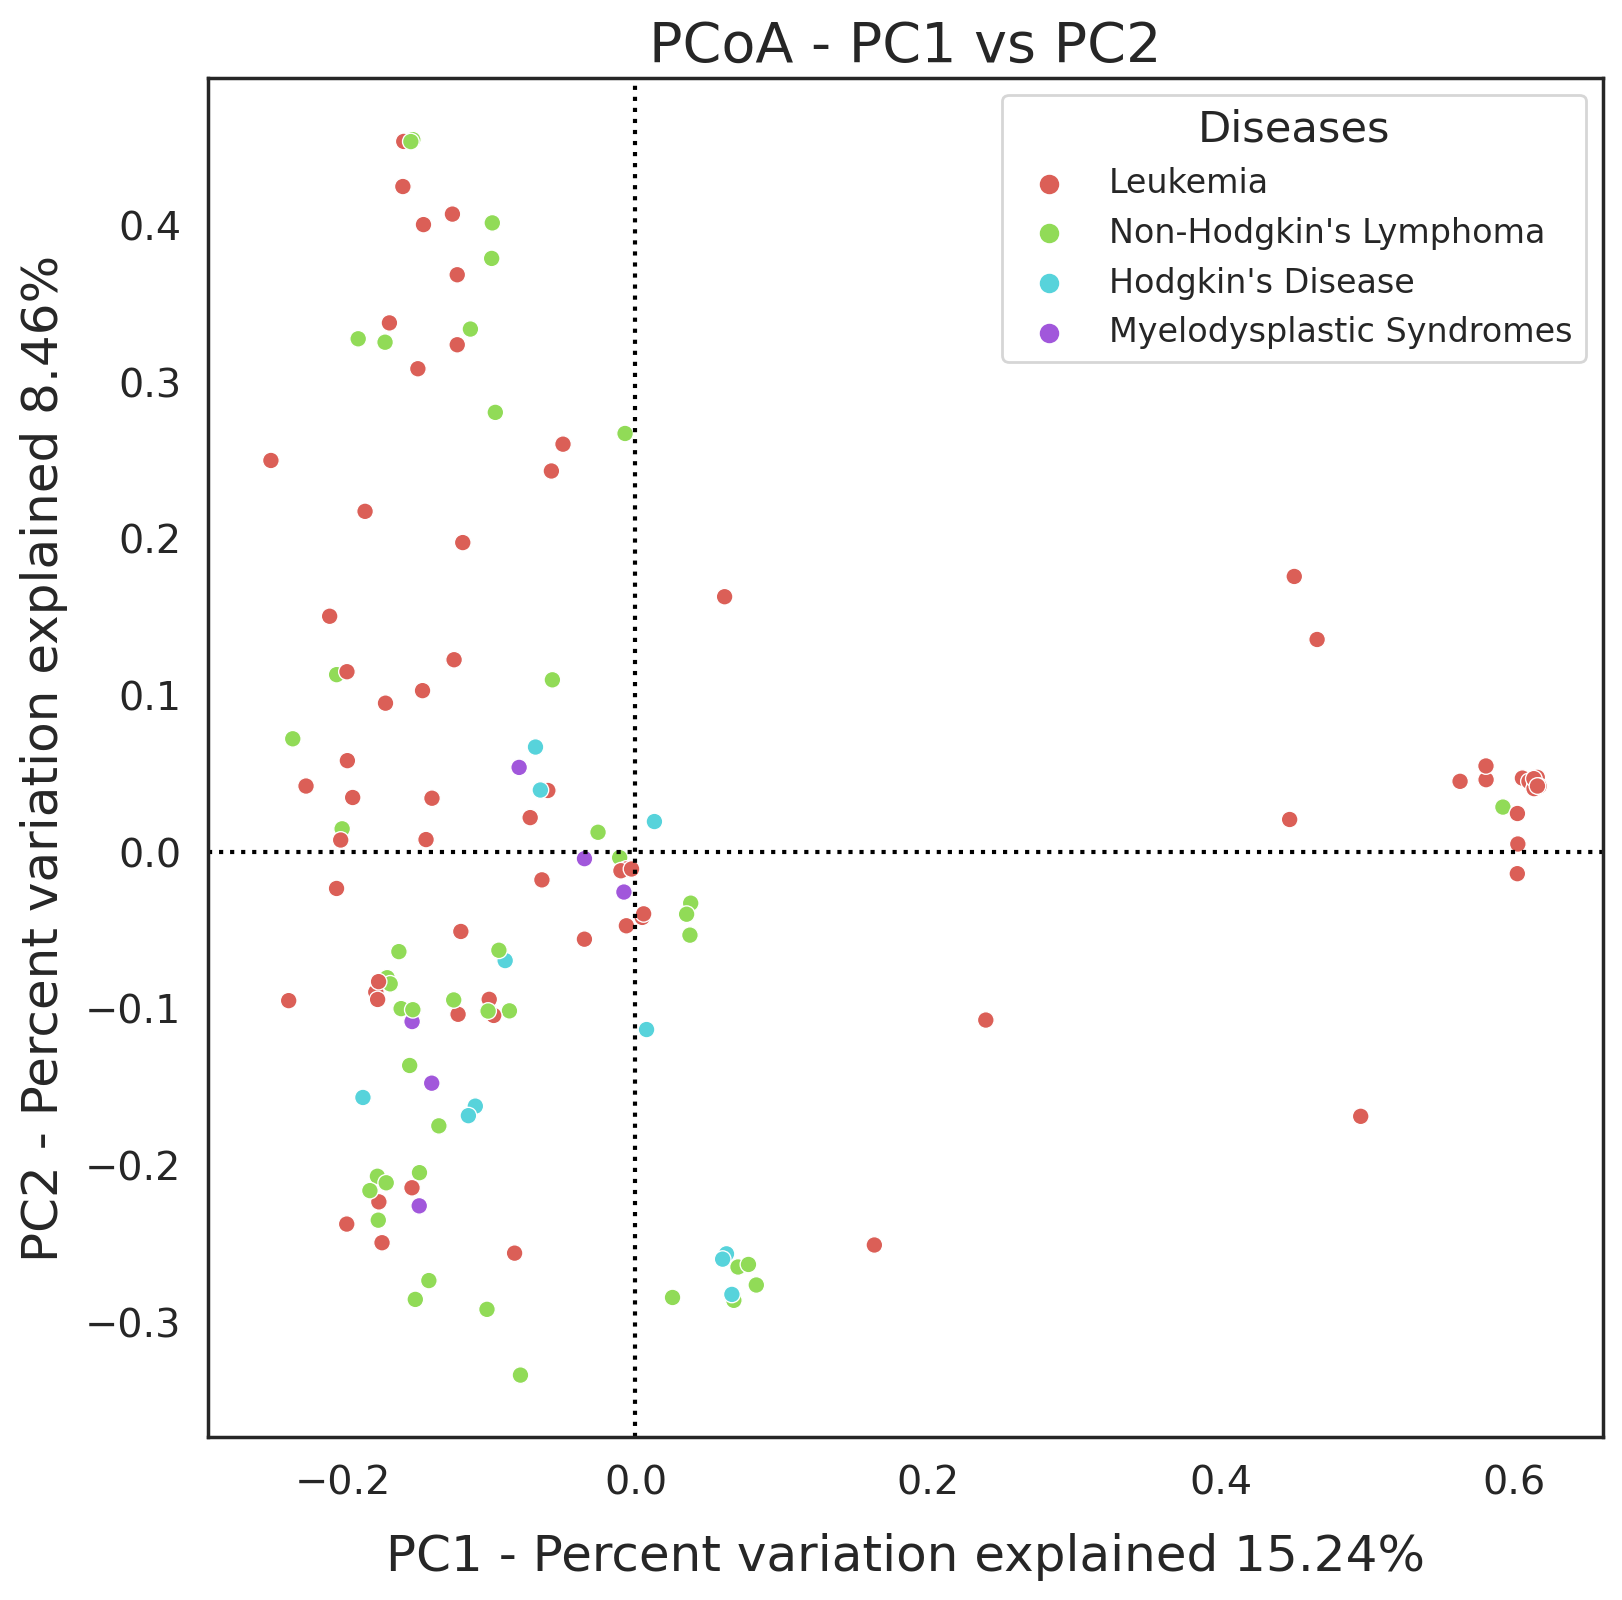 PCoA - PC1 vs PC2
Diseases
Leukemia
Non-Hodgkin's Lymphoma
Hodgkin's Disease
Myelodysplastic Syndromes
PC2 - Percent variation explained 8.46%
0.4
0.3
0.2
0.1
0.0
−0.1
−0.2
−0.3
−0.2 0.0 0.2 0.4 0.6
PC1 - Percent variation explained 15.24%